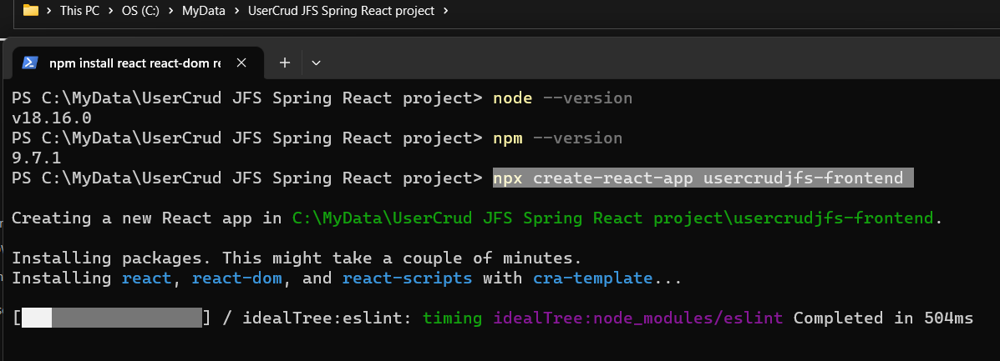 This PC > OS (C:) > MyData > UserCrud JFS Spring React project >
npm install react react-dom re
PS C:\MyData\UserCrud JFS Spring React project> node --version
v18.16.0
PS C:\MyData\UserCrud JFS Spring React project> npm --version
9.7.1
PS C:\MyData\UserCrud JFS Spring React project> npx create-react-app usercrudjfs-frontend
Creating a new React app in C:\MyData\UserCrud JFS Spring React project\usercrudjfs-frontend.
Installing packages. This might take a couple of minutes.
Installing react, react-dom, and react-scripts with cra-template...
[                  ] / idealTree:eslint: timing idealTree:node_modules/eslint Completed in 504ms